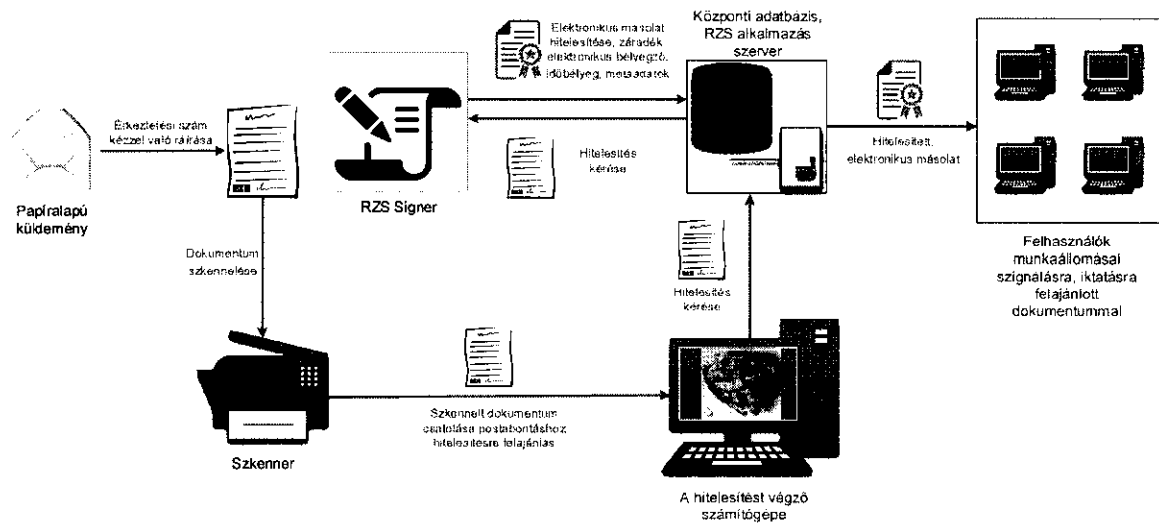 Papíralapú
küldemény
Érkeztetési szám
kézzel való ráírása
Dokumentum
szkennelése
Szkenner
Szkennelt dokumentum
csatolása postabontáshoz
hitelesítésre felajánlás
A hitelesítést végző
számítógépe
Hitelesítés
kérése
Központi adatbázis,
RZS alkalmazás
szerver
Hitelesítés
kérése
RZS Signer
Elektronikus másolat
hitelesítése, záradék
elektronikus bélyegző,
időbélyeg, metaadatok
Hitelesített,
elektronikus másolat
Felhasználók
munkaállomásai
szignálásra, iktatásra
felajánlott
dokumentummal